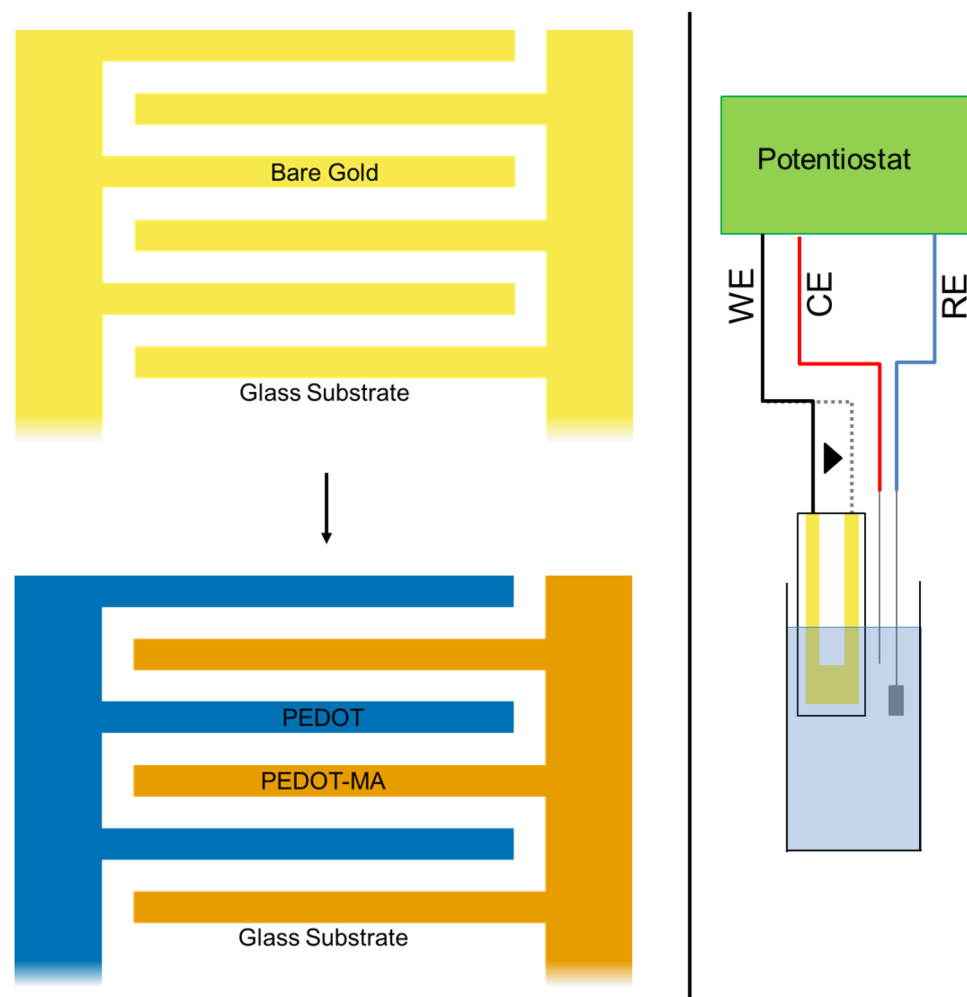 Bare Gold
Glass Substrate
PEDOT
PEDOT-MA
Glass Substrate
Potentiostat
WE
CE
RE